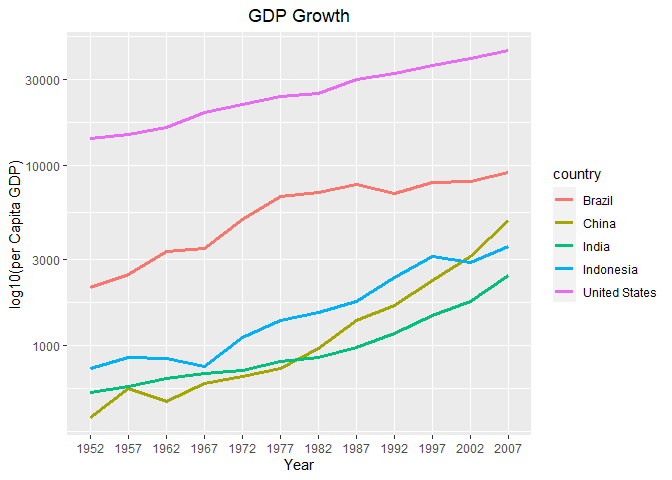 GDP Growth
log10(per Capita GDP)
30000
10000
3000
1000
1952 1957 1962 1967 1972 1977 1982 1987 1992 1997 2002 2007
Year
country
Brazil
China
India
Indonesia
United States